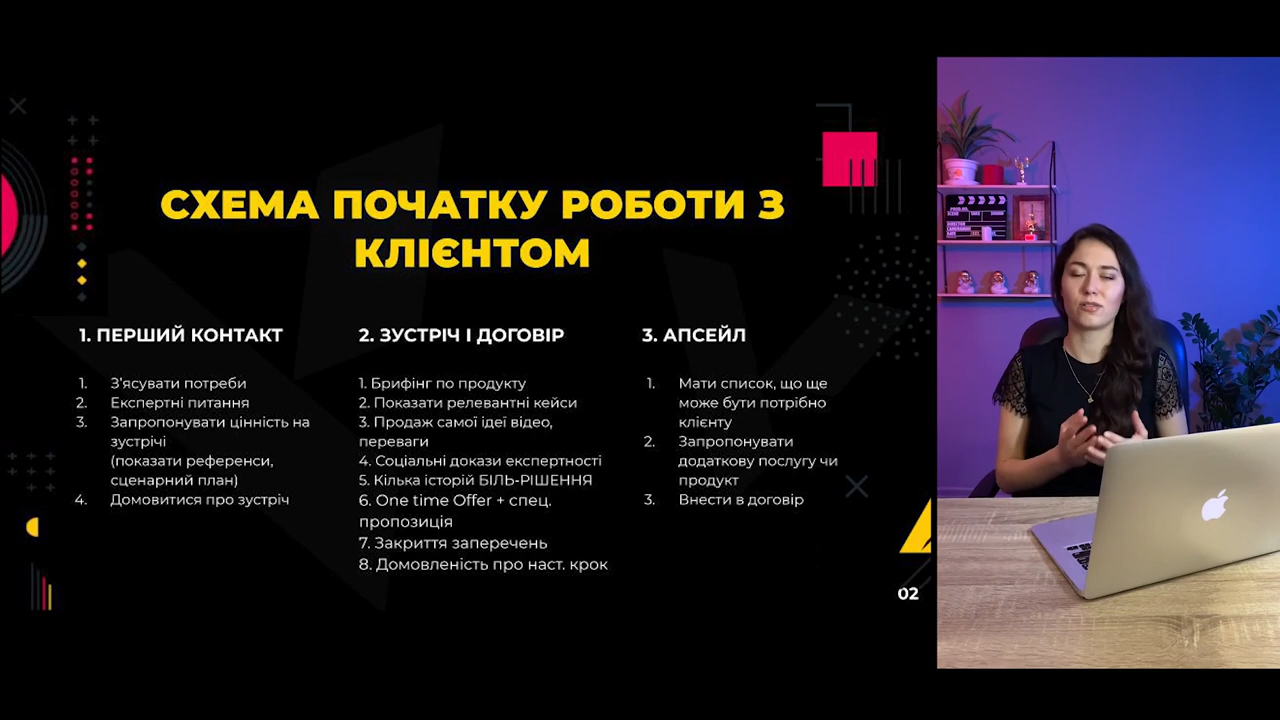 СХЕМА ПОЧАТКУ РОБОТИ З
КЛІЄНТОМ
1. ПЕРШИЙ КОНТАКТ
1. З’ясувати потреби
2. Експертні питання
3. Запропонувати цінність на
зустрічі
(показати референси,
сценарний план)
4. Домовитися про зустріч
2. ЗУСТРІЧ І ДОГОВІР
1. Брифінг по продукту
2. Показати релевантні кейси
3. Продаж самої ідеї відео,
переваги
4. Соціальні докази експертності
5. Кілька історій БІЛЬ-РІШЕННЯ
6. One time Offer + спец.
пропозиція
7. Закриття заперечень
8. Домовленість про наст. крок
3. АПСЕЙЛ
1. Мати список, що ще
може бути потрібно
клієнту
2. Запропонувати
додаткову послугу чи
продукт
3. Внести в договір
02